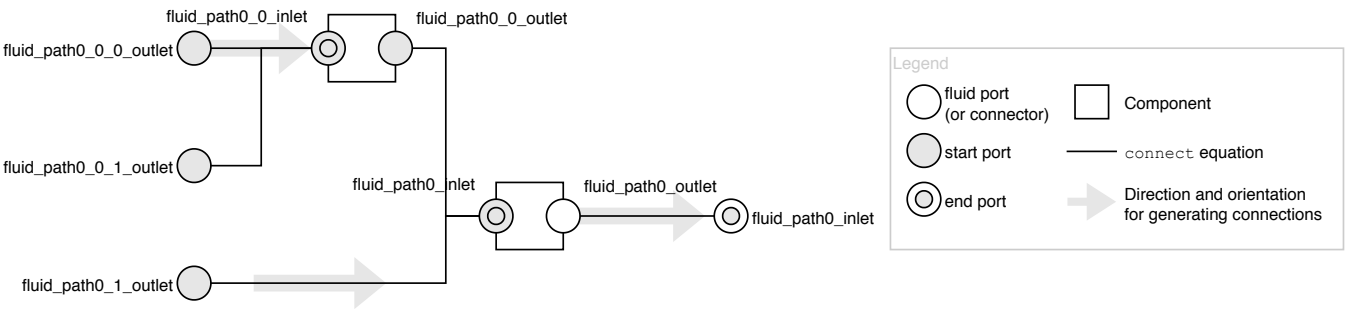 fluid_path0_0_inlet
fluid_path0_0_outlet
fluid_path0_0_0_outlet
fluid_path0_0_1_outlet
fluid_path0_inlet
fluid_path0_outlet
fluid_path0_inlet
fluid_path0_1_outlet
Legend
fluid port
(or connector)
Component
start port
connect equation
end port
Direction and orientation
for generating connections